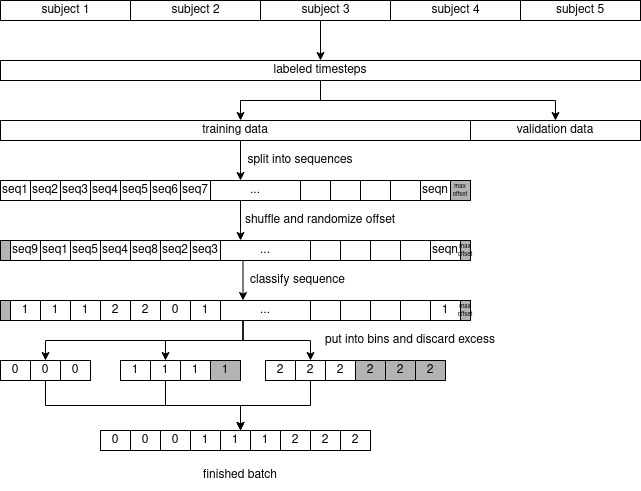 subject 1 subject 2 subject 3 subject 4 subject 5
labeled timesteps
training data validation data
split into sequences
seq1 seq2 seq3 seq4 seq5 seq6 seq7 ... seqn max offset
shuffle and randomize offset
seq9 seq1 seq5 seq4 seq8 seq2 seq3 ... seqn max offset
classify sequence
1 1 1 2 2 0 1 ... 1 max offset
put into bins and discard excess
0 0 0 1 1 1 1 2 2 2 2 2 2
0 0 0 1 1 1 2 2 2
finished batch